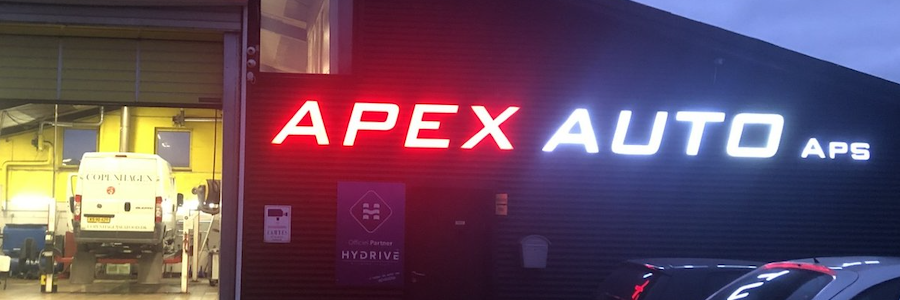 APEX AUTO APS
COPENHAGEN
Official Partner
HYDRIVE